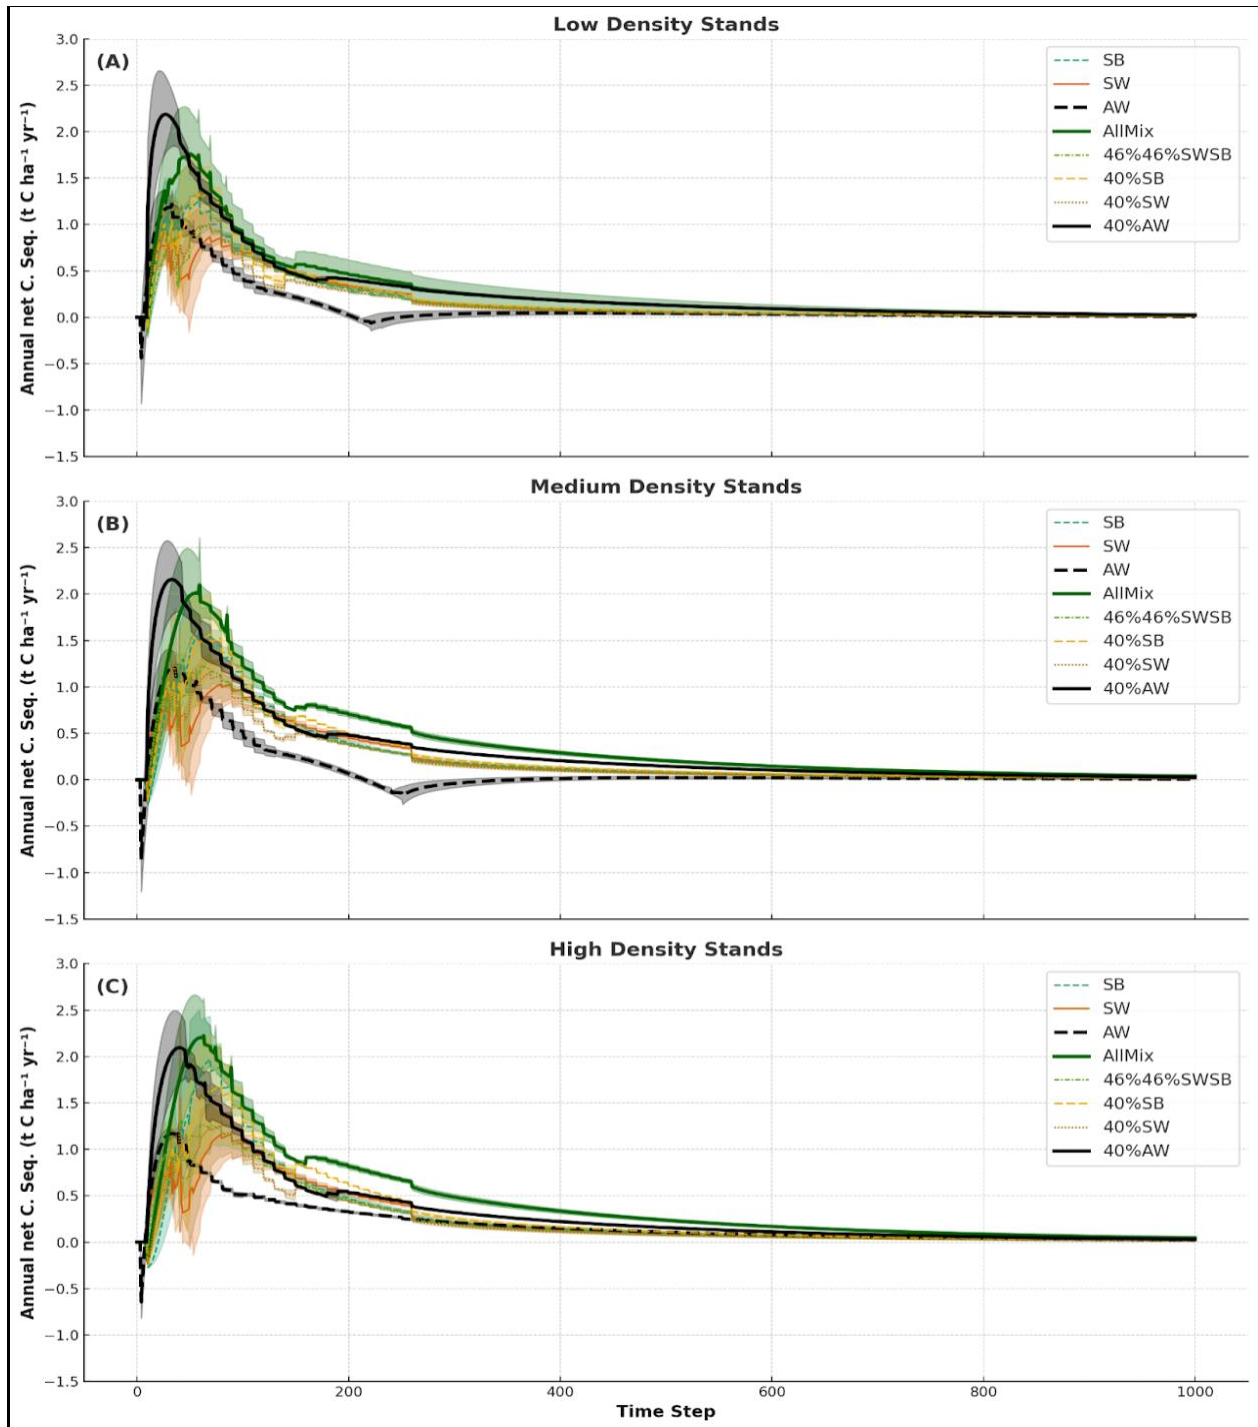 Low Density Stands
(A)
Annual net C. Seq. (t C ha⁻¹ yr⁻¹)
3.0
2.5
2.0
1.5
1.0
0.5
0.0
−0.5
−1.0
−1.5
SB
SW
AW
AllMix
46%46%SWSB
40%SB
40%SW
40%AW
Medium Density Stands
(B)
Annual net C. Seq. (t C ha⁻¹ yr⁻¹)
3.0
2.5
2.0
1.5
1.0
0.5
0.0
−0.5
−1.0
−1.5
SB
SW
AW
AllMix
46%46%SWSB
40%SB
40%SW
40%AW
High Density Stands
(C)
Annual net C. Seq. (t C ha⁻¹ yr⁻¹)
3.0
2.5
2.0
1.5
1.0
0.5
0.0
−0.5
−1.0
−1.5
SB
SW
AW
AllMix
46%46%SWSB
40%SB
40%SW
40%AW
0 200 400 600 800 1000
Time Step